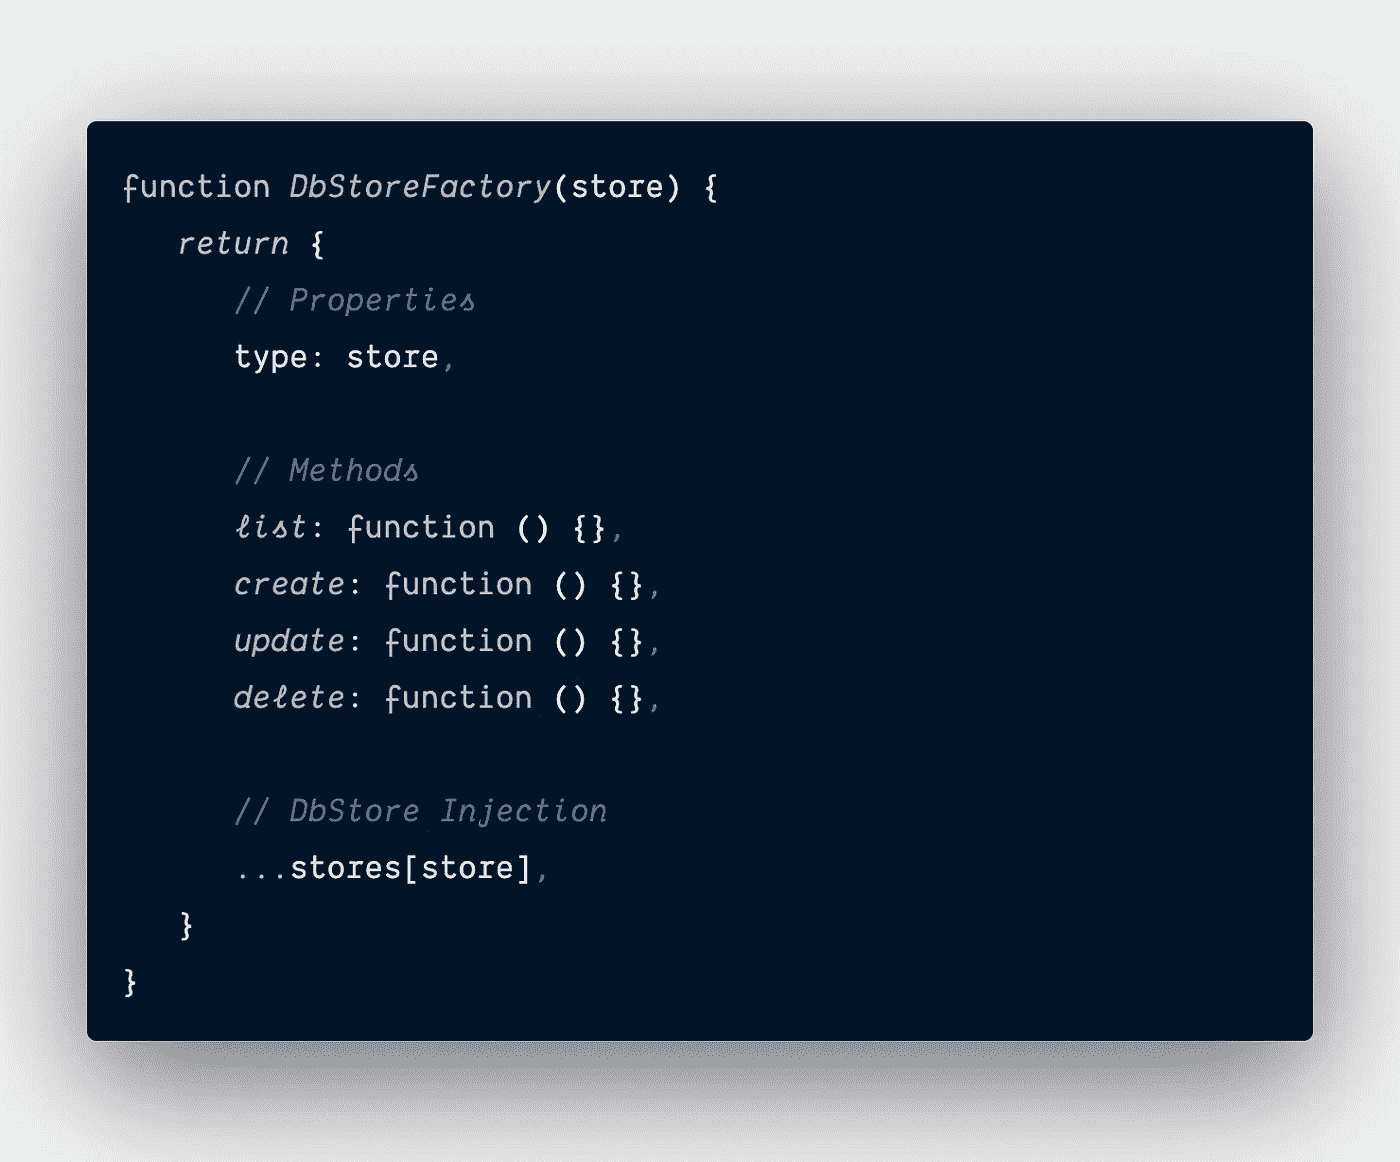 function DbStoreFactory(store) {
return {
// Properties
type: store,
// Methods
list: function () {},
create: function () {},
update: function () {},
delete: function () {},
// DbStore Injection
...stores[store],
}
}